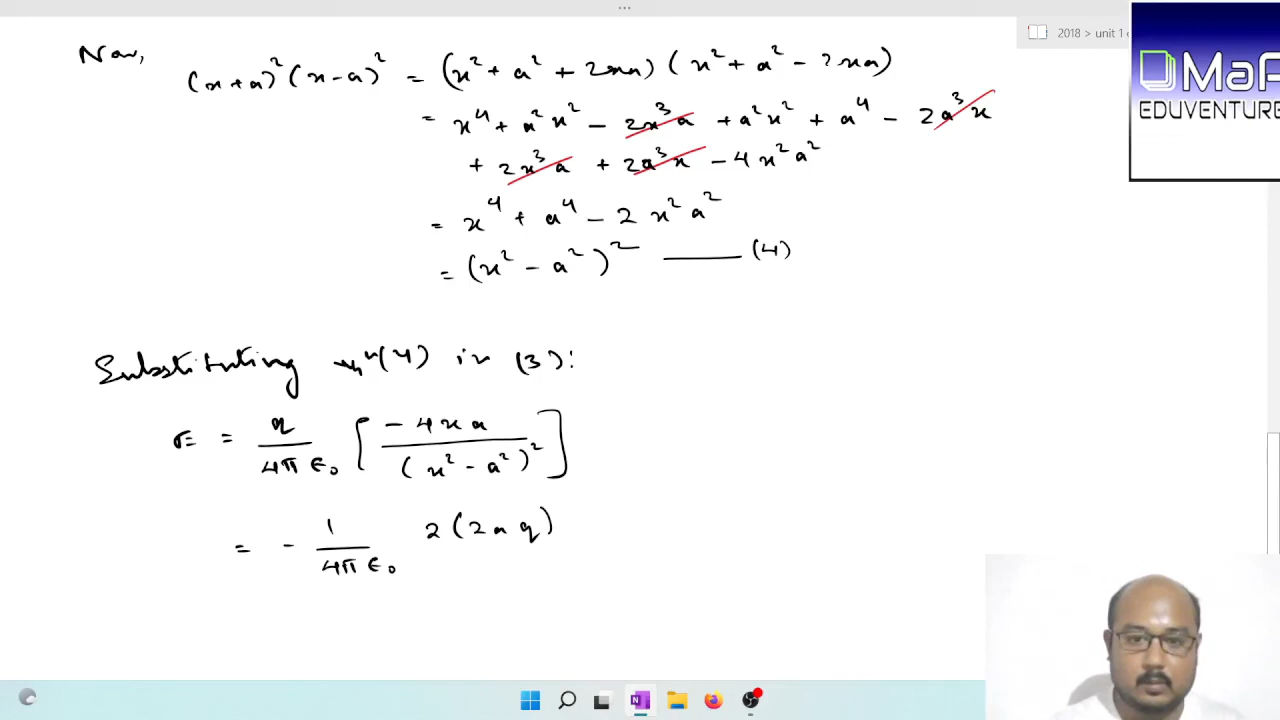 2018 > unit 1
MaF
EDUVENTURE
Now,
(x+a)² (x-a)² = (x² + a² + 2xa) (x² + a² - 2xa)
= x⁴ + a²x² - 2x³a + a²x² + a⁴ - 2a³x
+ 2x³a + 2a³x - 4x²a²
= x⁴ + a⁴ - 2x²a²
= (x² - a²)² —— (4)
Substituting (4) in (3):
E = q/4πε₀ [ -4xa / (x² - a²)² ]
= - 1/4πε₀ 2(2aq)